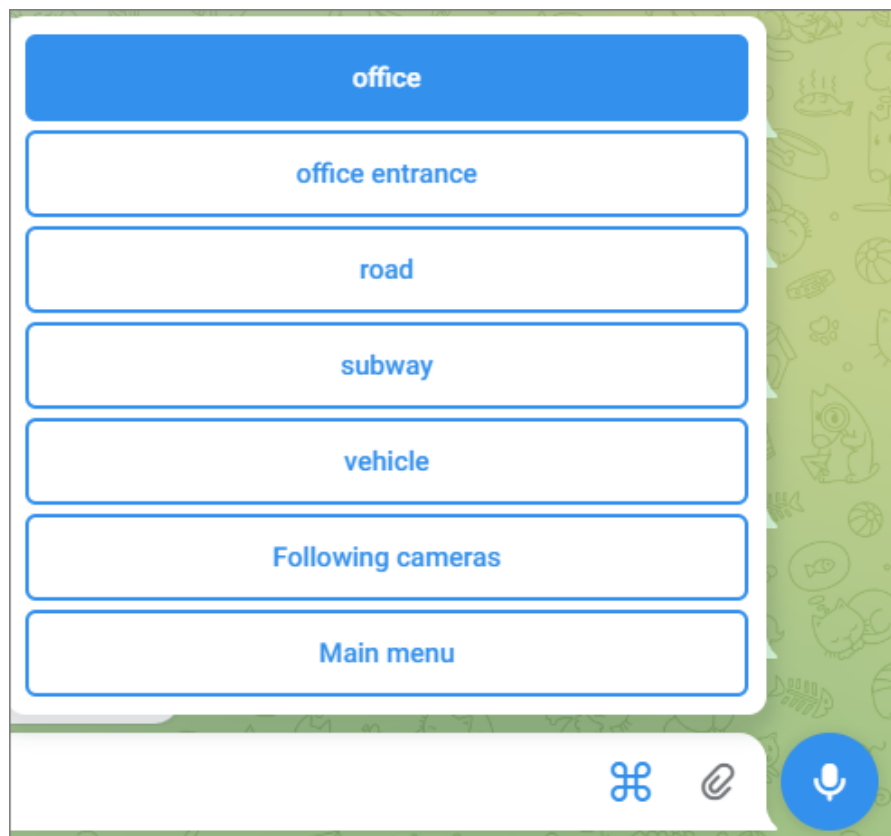 office
office entrance
road
subway
vehicle
Following cameras
Main menu